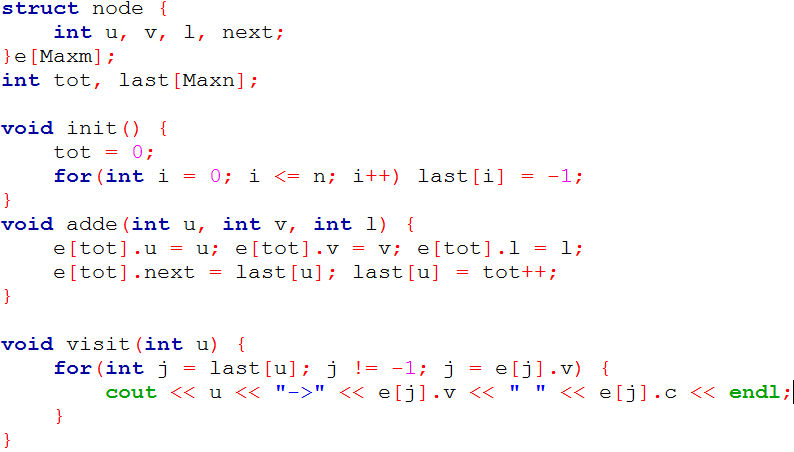 struct node {
    int u, v, l, next;
}e[Maxm];
int tot, last[Maxn];
void init() {
    tot = 0;
    for(int i = 0; i <= n; i++) last[i] = -1;
}
void adde(int u, int v, int l) {
    e[tot].u = u; e[tot].v = v; e[tot].l = l;
    e[tot].next = last[u]; last[u] = tot++;
}
void visit(int u) {
    for(int j = last[u]; j != -1; j = e[j].v) {
        cout << u << "->" << e[j].v << " " << e[j].c << endl;
    }
}